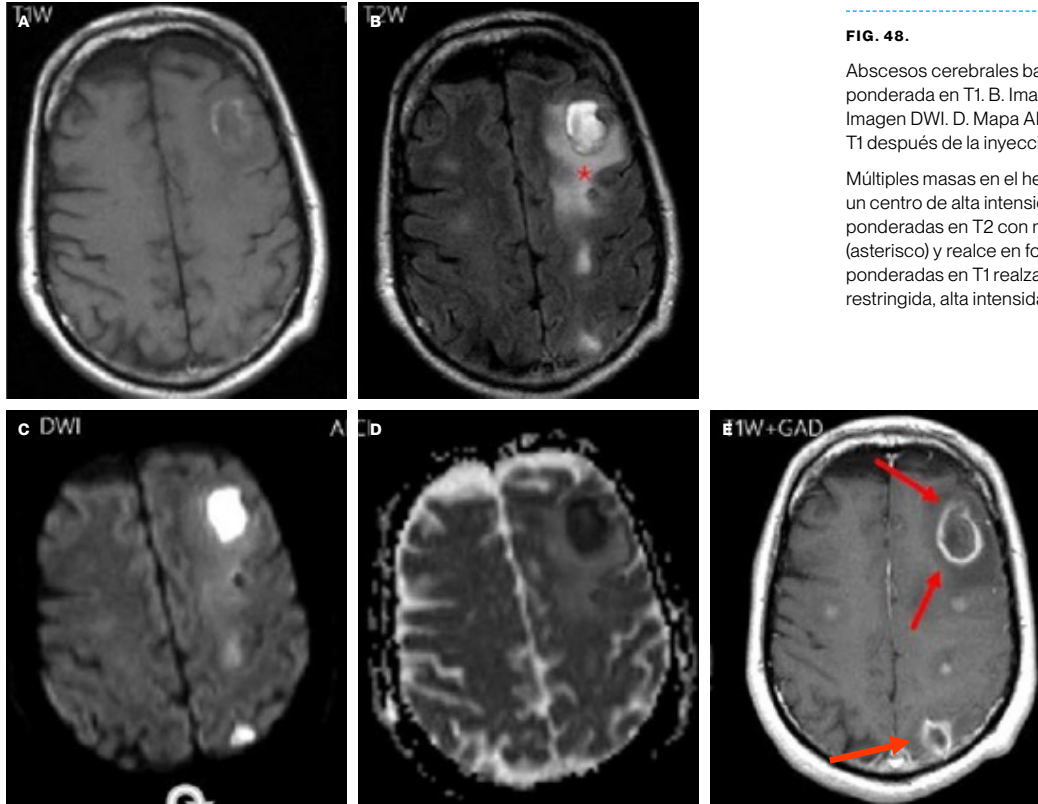 T1W
A
T
T2W
B
FIG. 48.
Abscesos cerebrales ba
ponderada en T1. B. Ima
Imagen DWI. D. Mapa A
T1 después de la inyecci
Múltiples masas en el he
un centro de alta intensi
ponderadas en T2 con r
(asterisco) y realce en fo
ponderadas en T1 realza
restringida, alta intensida
*
C DWI
D
E
T1W+GAD